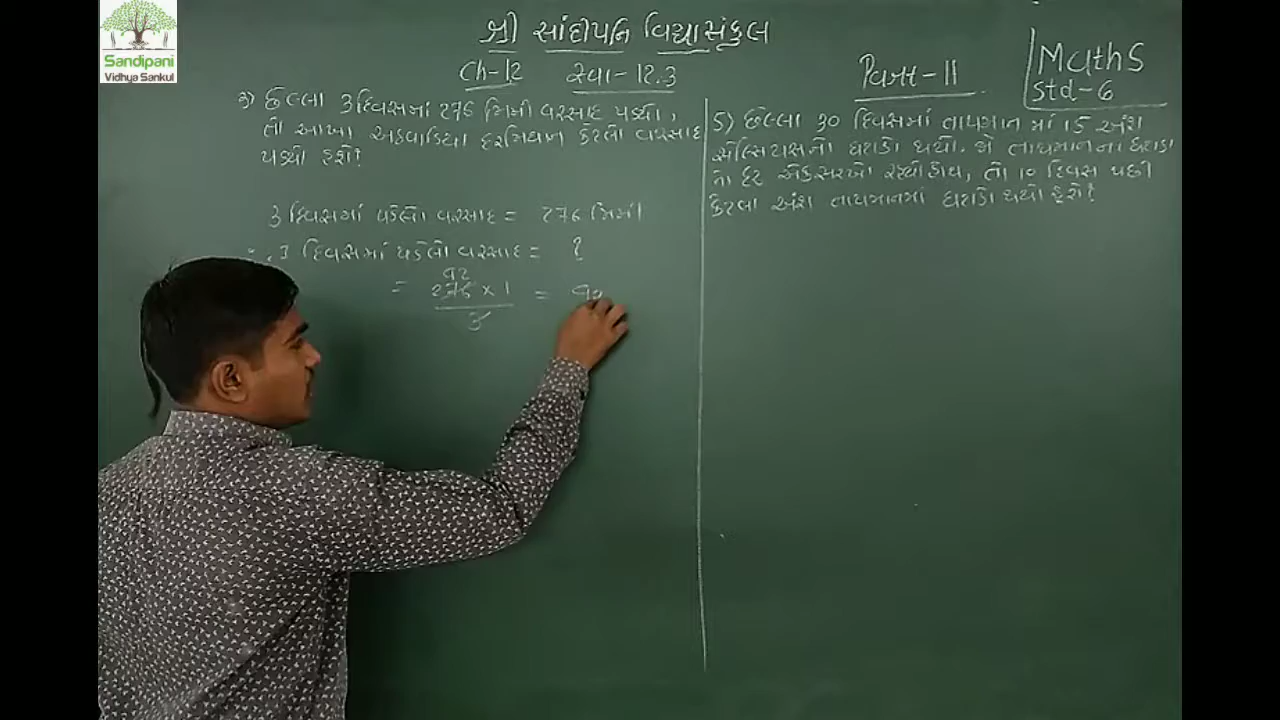 Sandipani
Vidhya Sankul
શ્રી સાંદીપનિ વિદ્યાસંકુલ
Ch-12 સ્વા-12.3
Part-11
Maths
Std-6
3) છેલ્લા 3 દિવસમાં 276 મિમી વરસાદ પડ્યો,
તો આખા અઠવાડિયા દરમિયાન કેટલો વરસાદ
પડ્યો હશે?
3 દિવસમાં પડેલો વરસાદ = 276 મિમી
દિવસમાં પડેલો વરસાદ = ?
92
= 276 × 1 = 92
3
5) છેલ્લા 30 દિવસમાં તાપમાન માં 15 અંશ
સેલ્સિયસનો ઘટાડો થયો. જો તાપમાનના ઘટાડા
નો દર એકસરખો રહ્યો હોય, તો 10 દિવસ પછી
કેટલા અંશ તાપમાનમાં ઘટાડો થયો હશે?